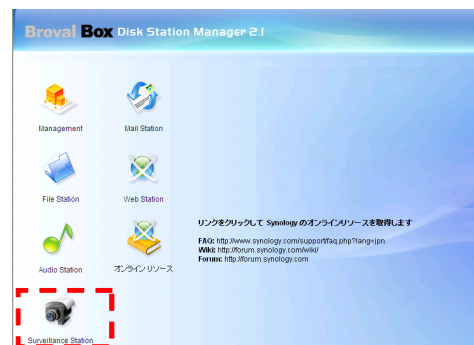 Broval Box Disk Station Manager 2.1
Management
Mail Station
File Station
Web Station
Audio Station
オンライン リソース
Surveillance Station
リンクをクリックして Synology のオンラインリソースを取得します
FAQ: http://www.synology.com/support/faq.php?lang=jpn
Wiki: http://forum.synology.com/wiki/
Forum: http://forum.synology.com